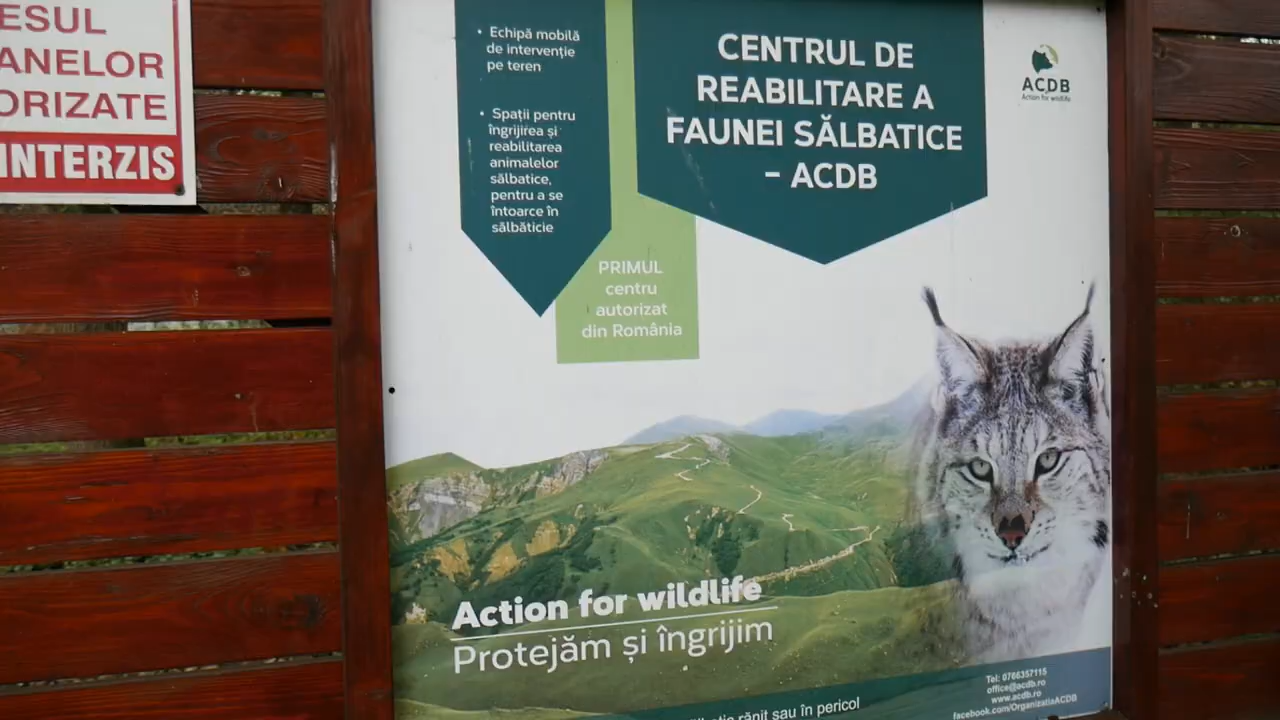 ESUL
ANELOR
ORIZATE
INTERZIS
• Echipă mobilă
de intervenție
pe teren
• Spații pentru
îngrijirea și
reabilitarea
animalelor
sălbatice,
pentru a se
întoarce în
sălbăticie
PRIMUL
centru
autorizat
din România
CENTRUL DE
REABILITARE A
FAUNEI SĂLBATICE
– ACDB
ACDB
Action for wildlife
Action for wildlife
Protejăm și îngrijim
rănit sau în pericol
Tel: 0766357115
office@acdb.ro
www.acdb.ro
facebook.com/OrganizatiaACDB